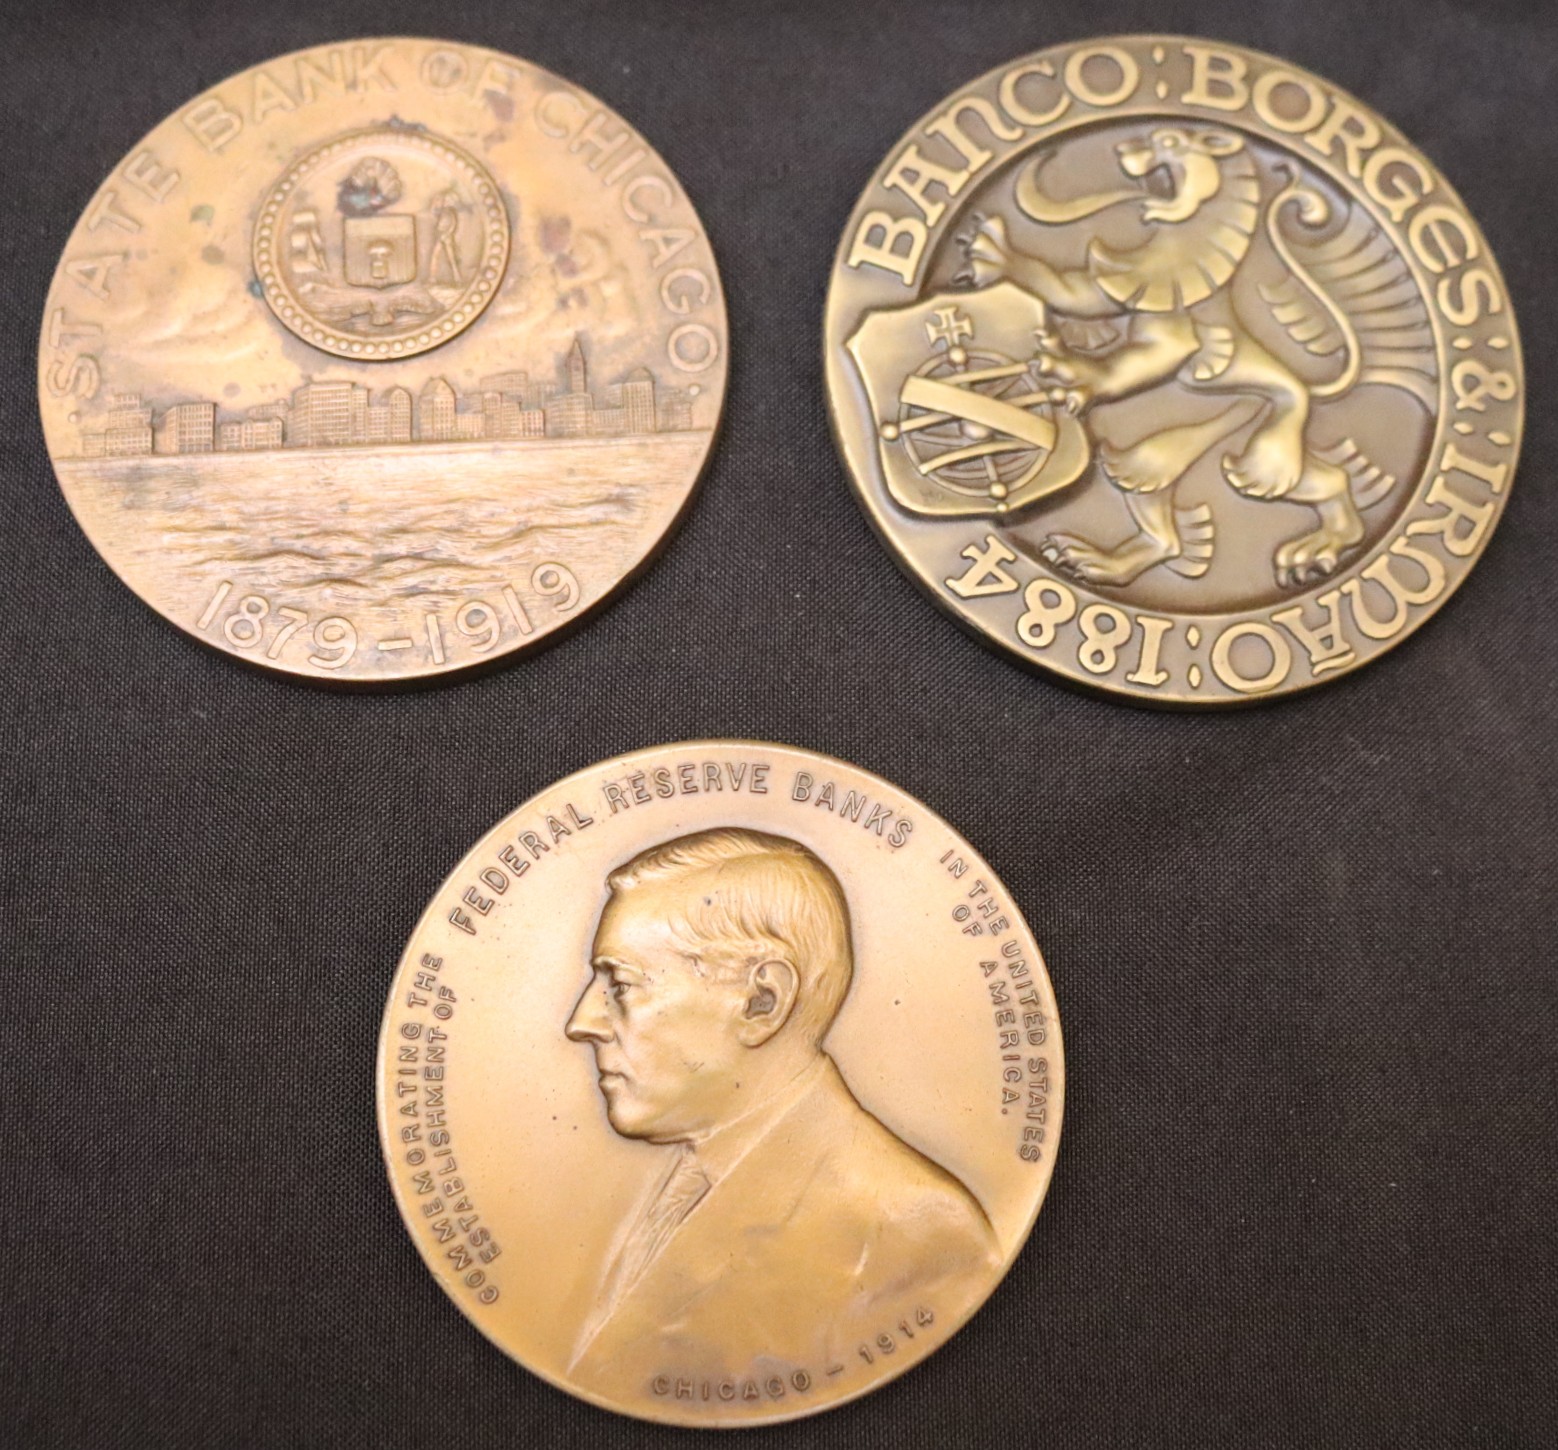 ·STATE BANK OF CHICAGO·
1879-1919
BANCO:BORGES:&:IRMÃO:1884
COMMEMORATING THE
ESTABLISHMENT OF
FEDERAL RESERVE BANKS
IN THE UNITED STATES
OF AMERICA.
CHICAGO - 1914